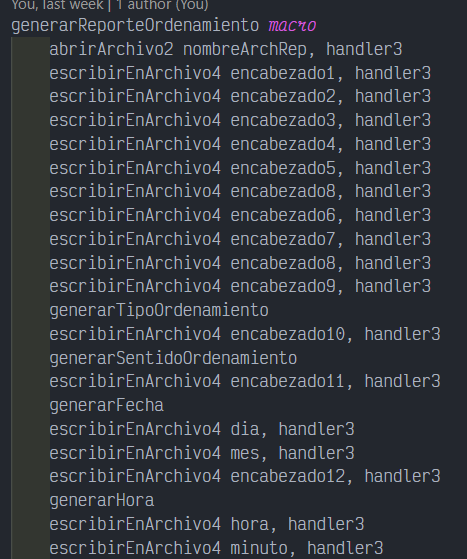 You, last week | 1 author (You)
generarReporteOrdenamiento macro
abrirArchivo2 nombreArchRep, handler3
escribirEnArchivo4 encabezado1, handler3
escribirEnArchivo4 encabezado2, handler3
escribirEnArchivo4 encabezado3, handler3
escribirEnArchivo4 encabezado4, handler3
escribirEnArchivo4 encabezado5, handler3
escribirEnArchivo4 encabezado8, handler3
escribirEnArchivo4 encabezado6, handler3
escribirEnArchivo4 encabezado7, handler3
escribirEnArchivo4 encabezado8, handler3
escribirEnArchivo4 encabezado9, handler3
generarTipoOrdenamiento
escribirEnArchivo4 encabezado10, handler3
generarSentidoOrdenamiento
escribirEnArchivo4 encabezado11, handler3
generarFecha
escribirEnArchivo4 dia, handler3
escribirEnArchivo4 mes, handler3
escribirEnArchivo4 encabezado12, handler3
generarHora
escribirEnArchivo4 hora, handler3
escribirEnArchivo4 minuto, handler3